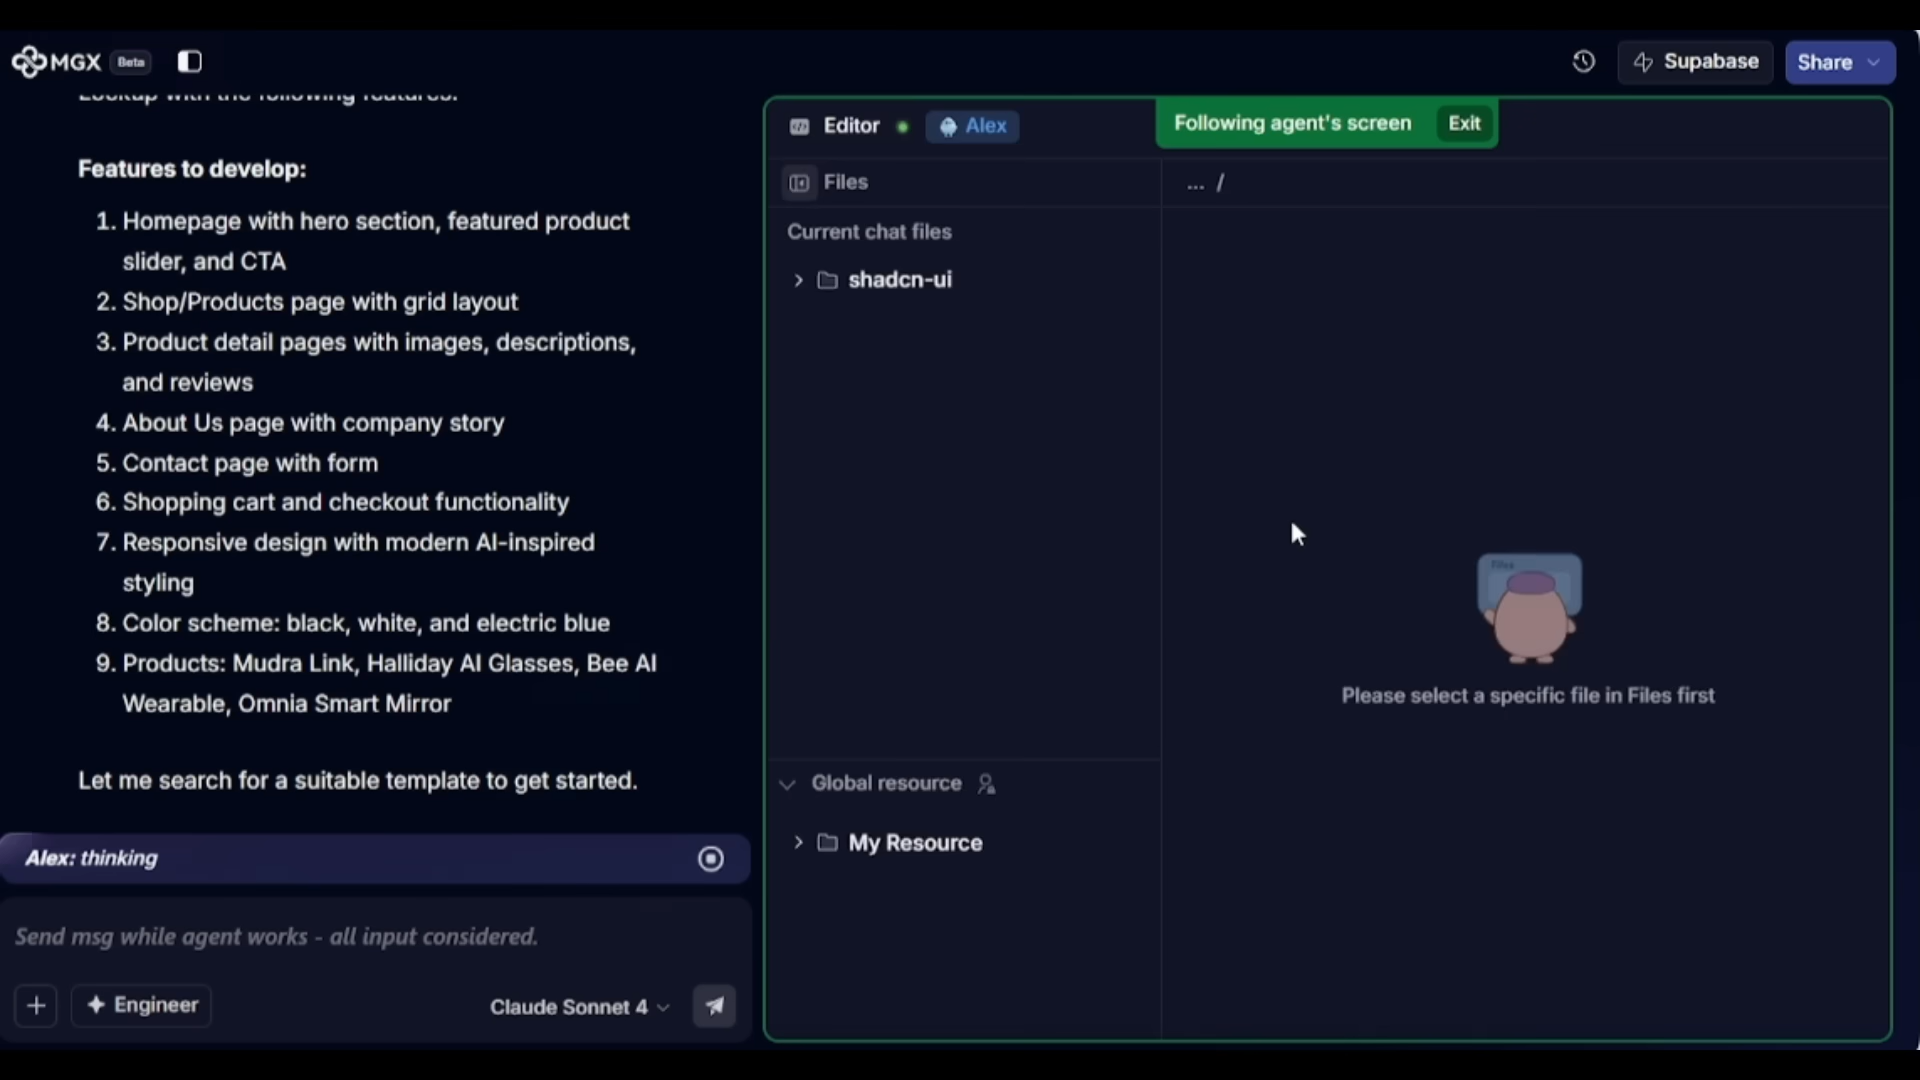 MGX Beta
Supabase
Share
Lookup with the following features:
Features to develop:
1. Homepage with hero section, featured product
slider, and CTA
2. Shop/Products page with grid layout
3. Product detail pages with images, descriptions,
and reviews
4. About Us page with company story
5. Contact page with form
6. Shopping cart and checkout functionality
7. Responsive design with modern AI-inspired
styling
8. Color scheme: black, white, and electric blue
9. Products: Mudra Link, Halliday AI Glasses, Bee AI
Wearable, Omnia Smart Mirror
Let me search for a suitable template to get started.
Alex: thinking
Send msg while agent works - all input considered.
Engineer
Claude Sonnet 4
Editor
Alex
Following agent's screen
Exit
Files
... /
Current chat files
shadcn-ui
Files
Please select a specific file in Files first
Global resource
My Resource